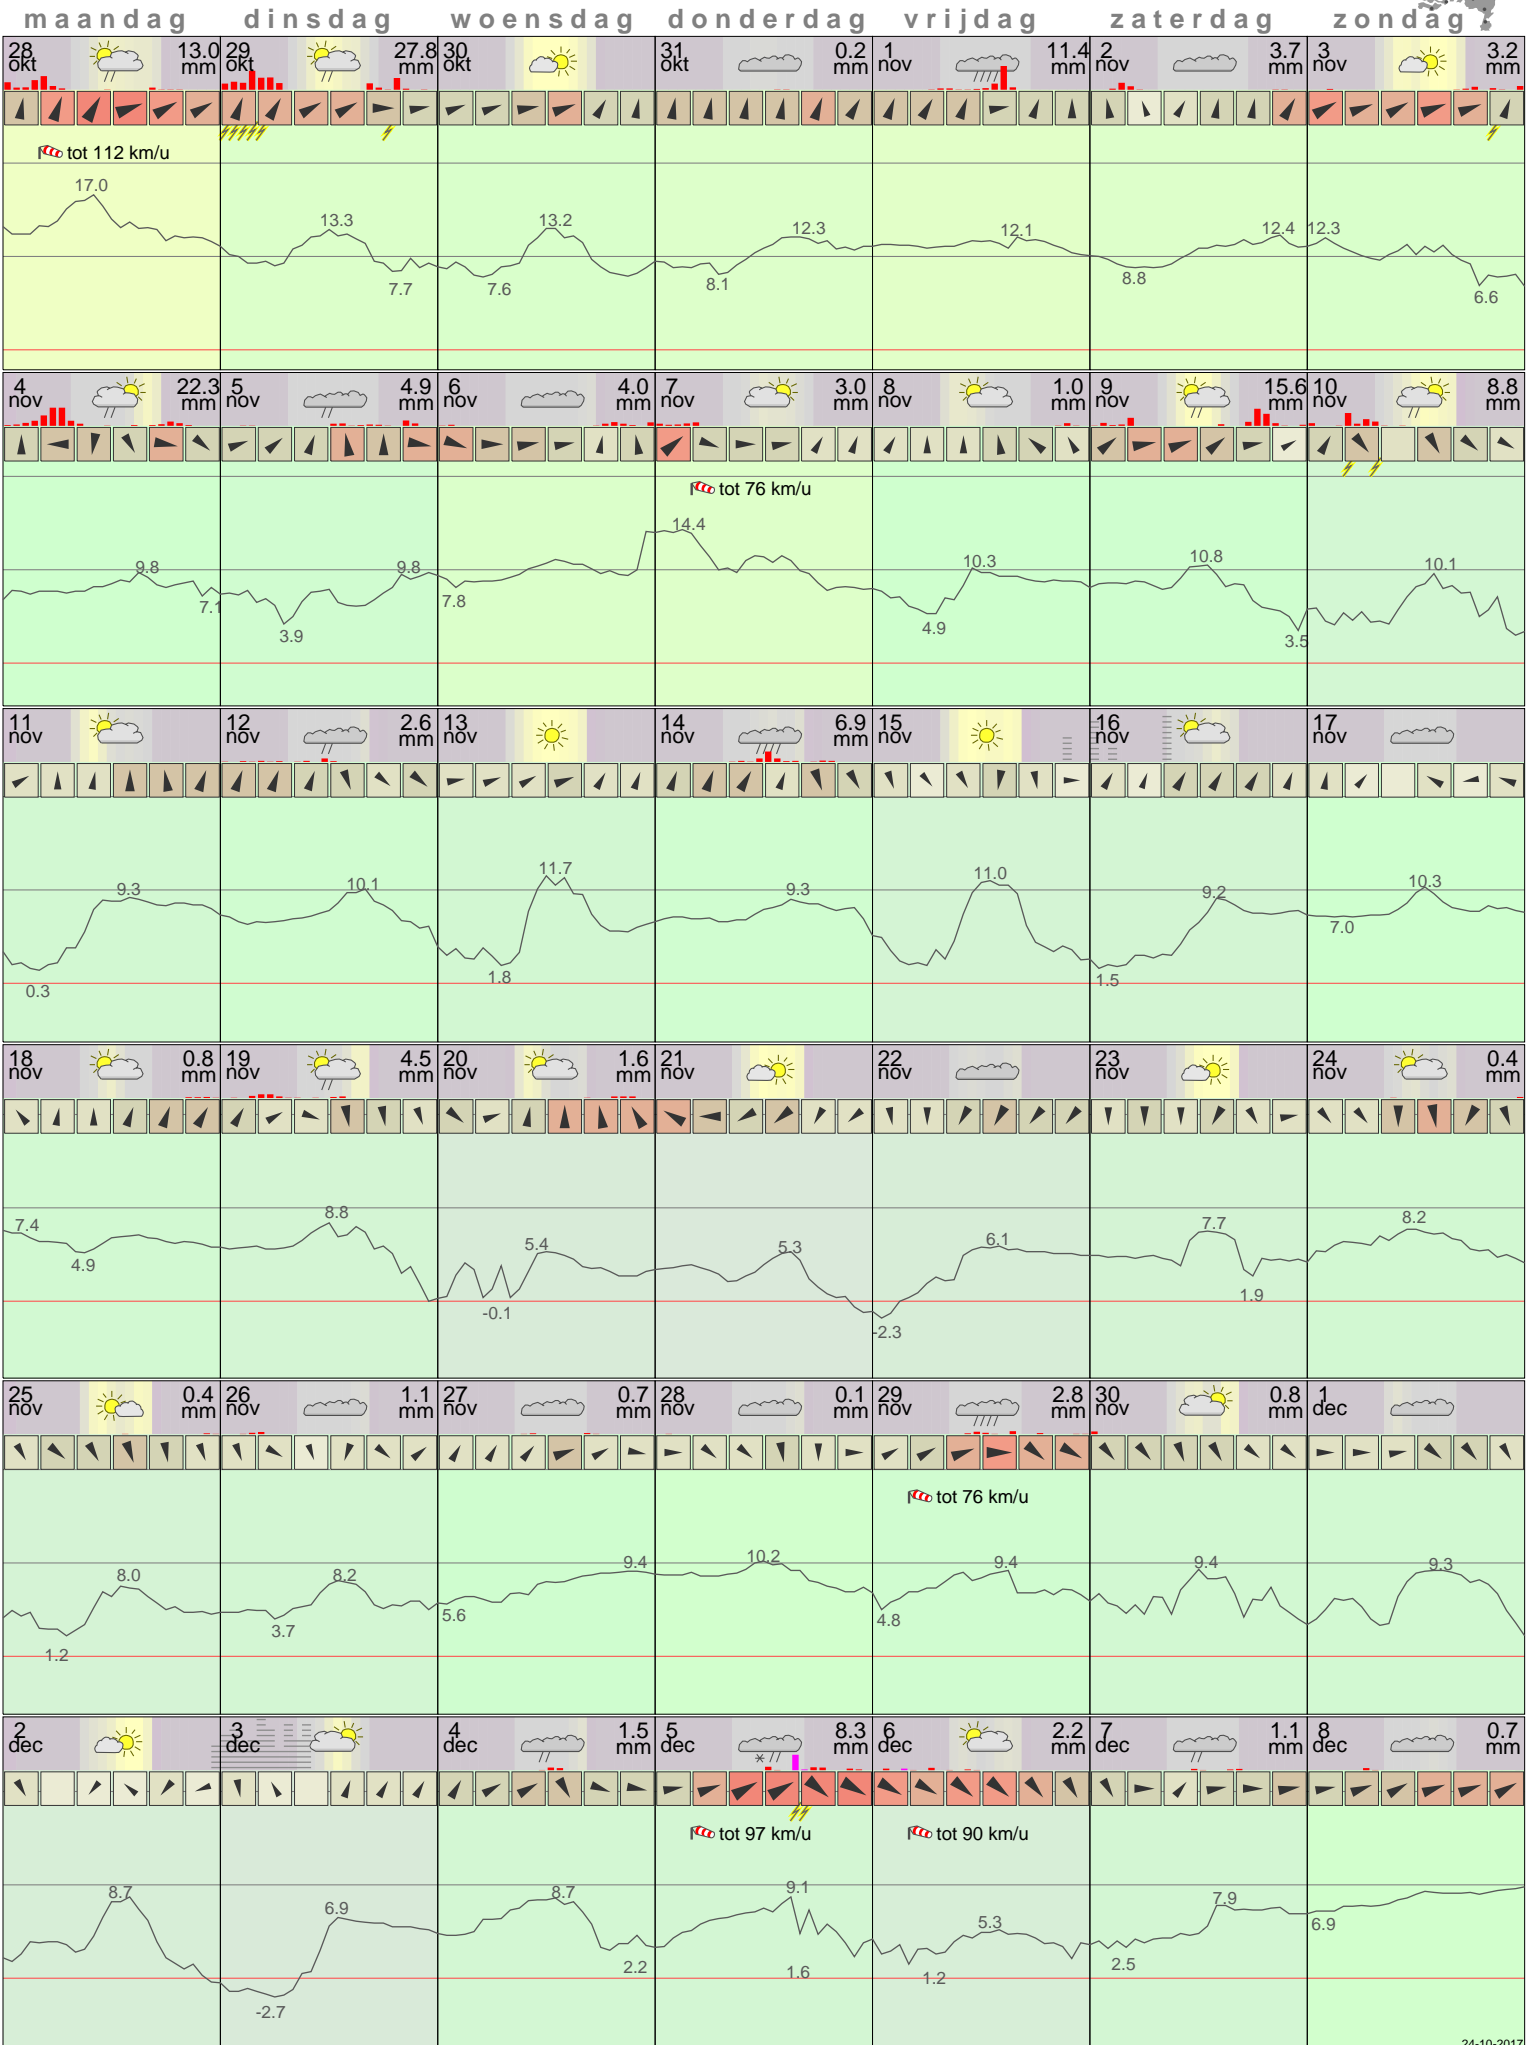 maandag dinsdag woensdag donderdag vrijdag zaterdag zondag
28 okt 13.0 mm 29 okt 27.8 mm 30 okt 31 okt 0.2 mm 1 nov 11.4 mm 2 nov 3.7 mm 3 nov 3.2 mm
tot 112 km/u
17.0 13.3 7.7 7.6 13.2 8.1 12.3 12.1 8.8 12.4 12.3 6.6
4 nov 22.3 mm 5 nov 4.9 mm 6 nov 4.0 mm 7 nov 3.0 mm 8 nov 1.0 mm 9 nov 15.6 mm 10 nov 8.8 mm
tot 76 km/u
9.8 7.1 3.9 9.8 7.8 14.4 4.9 10.3 10.8 3.5 10.1
11 nov 12 nov 2.6 mm 13 nov 14 nov 6.9 mm 15 nov 16 nov 17 nov
0.3 9.3 10.1 1.8 11.7 9.3 11.0 1.5 9.2 7.0 10.3
18 nov 0.8 mm 19 nov 4.5 mm 20 nov 1.6 mm 21 nov 22 nov 23 nov 24 nov 0.4 mm
7.4 4.9 8.8 -0.1 5.4 5.3 -2.3 6.1 7.7 1.9 8.2
25 nov 0.4 mm 26 nov 1.1 mm 27 nov 0.7 mm 28 nov 0.1 mm 29 nov 2.8 mm 30 nov 0.8 mm 1 dec
tot 76 km/u
1.2 8.0 3.7 8.2 5.6 9.4 10.2 4.8 9.4 9.4 9.3
2 dec 3 dec 4 dec 1.5 mm 5 dec 8.3 mm 6 dec 2.2 mm 7 dec 1.1 mm 8 dec 0.7 mm
tot 97 km/u tot 90 km/u
8.7 -2.7 6.9 8.7 2.2 9.1 1.6 1.2 5.3 2.5 7.9 6.9
24-10-2017